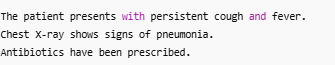 The patient presents with persistent cough and fever.
Chest X-ray shows signs of pneumonia.
Antibiotics have been prescribed.